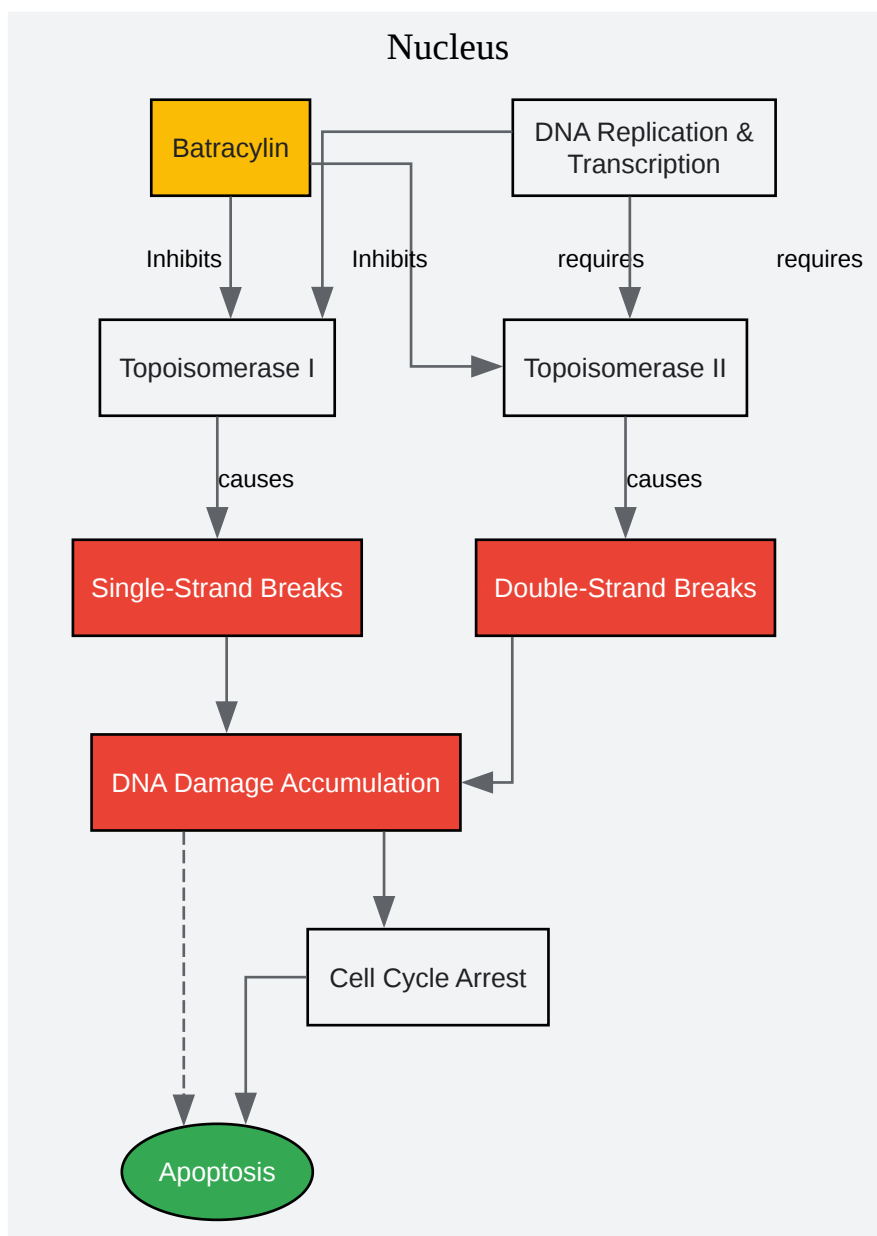 Nucleus
Batracylin
DNA Replication &
Transcription
Inhibits
Inhibits
requires
requires
Topoisomerase I
Topoisomerase II
causes
causes
Single-Strand Breaks
Double-Strand Breaks
DNA Damage Accumulation
Cell Cycle Arrest
Apoptosis